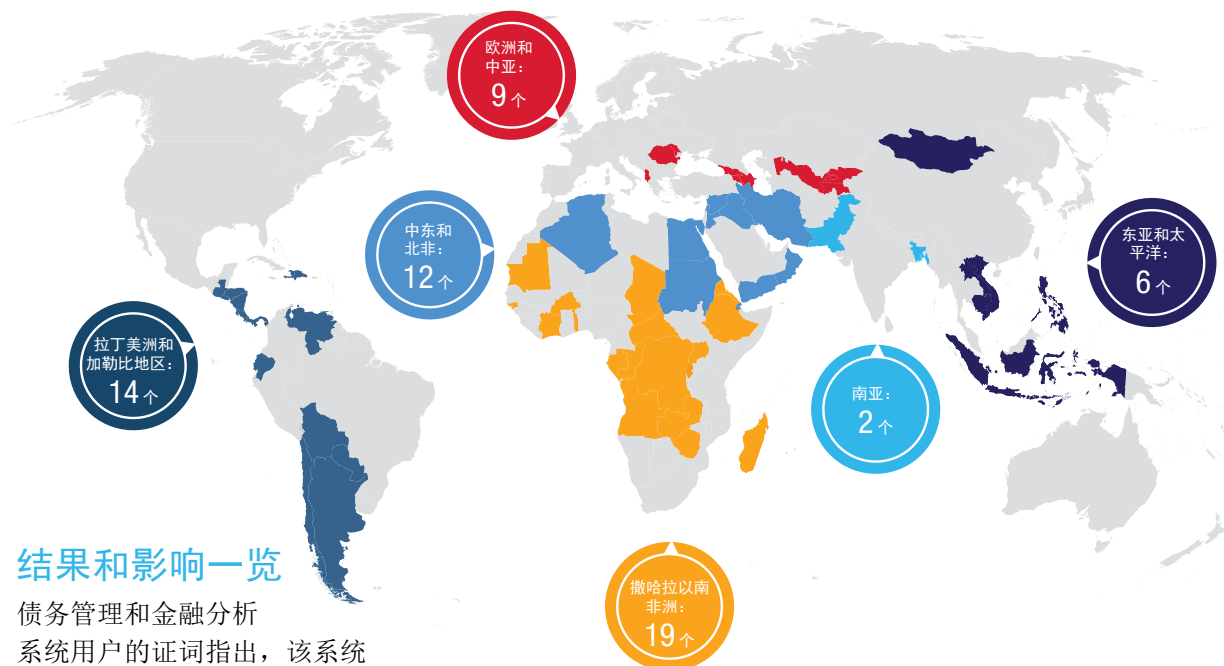 欧洲和
中亚：
9个
中东和
北非：
12个
东亚和太
平洋：
6个
拉丁美洲和
加勒比地区：
14个
南亚：
2个
撒哈拉以南
非洲：
19个
结果和影响一览
债务管理和金融分析
系统用户的证词指出，该系统